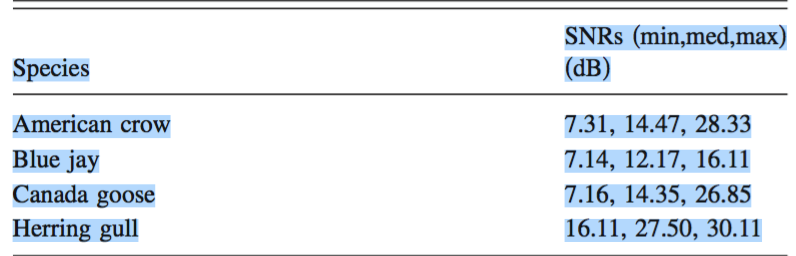 SNRs (min,med,max)
Species (dB)
American crow 7.31, 14.47, 28.33
Blue jay 7.14, 12.17, 16.11
Canada goose 7.16, 14.35, 26.85
Herring gull 16.11, 27.50, 30.11